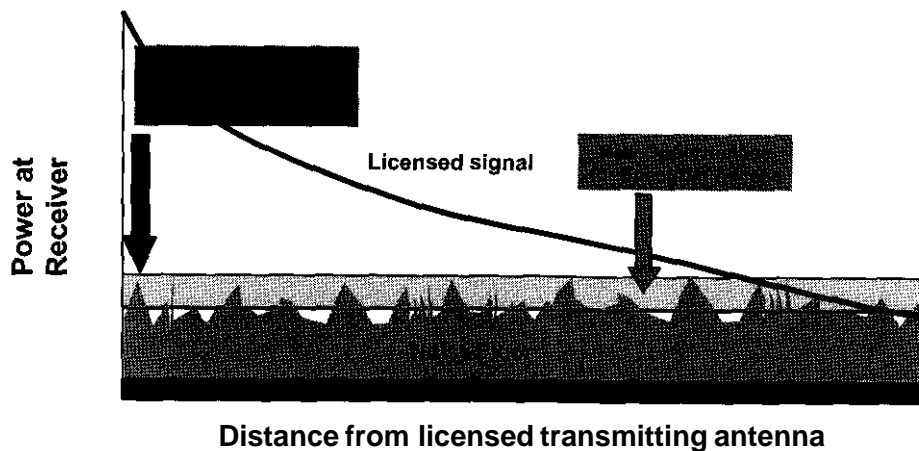 Licensed signal
Power at
Receiver
Distance from licensed transmitting antenna